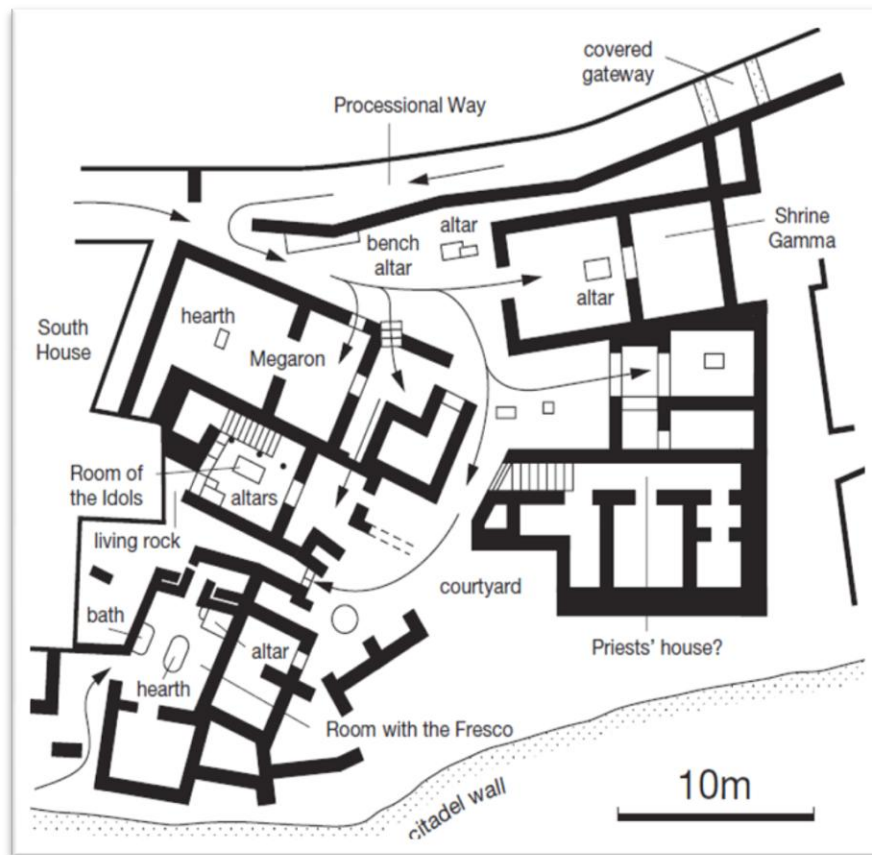 covered
gateway
Processional Way
altar
bench
altar
Shrine
Gamma
altar
hearth
South
House
Megaron
Room of
the Idols
altars
living rock
courtyard
bath
altar
hearth
Priests' house?
Room with the Fresco
10m
citadel wall